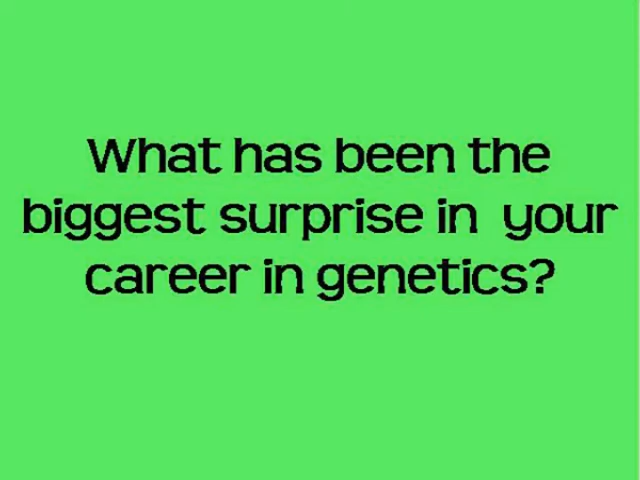 What has been the
biggest surprise in your
career in genetics?